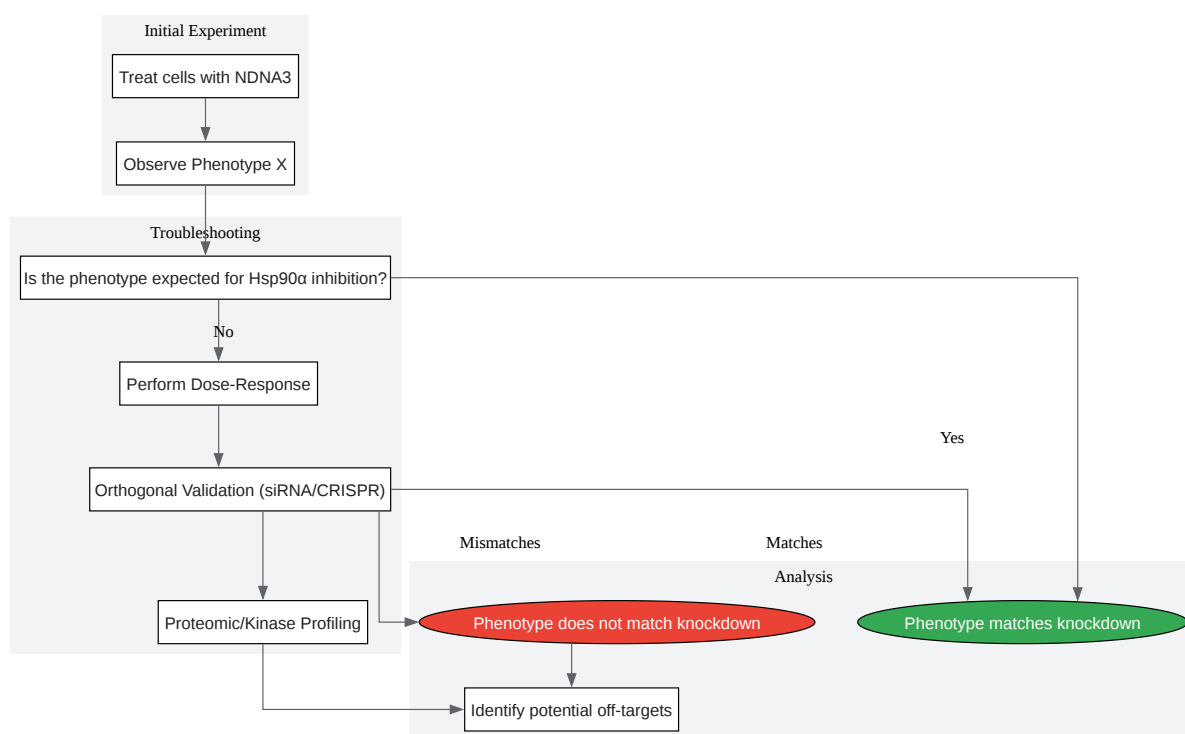 Initial Experiment
Treat cells with NDNA3
Observe Phenotype X
Troubleshooting
Is the phenotype expected for Hsp90α inhibition?
No
Perform Dose-Response
Yes
Orthogonal Validation (siRNA/CRISPR)
Mismatches
Matches
Analysis
Proteomic/Kinase Profiling
Phenotype does not match knockdown
Phenotype matches knockdown
Identify potential off-targets